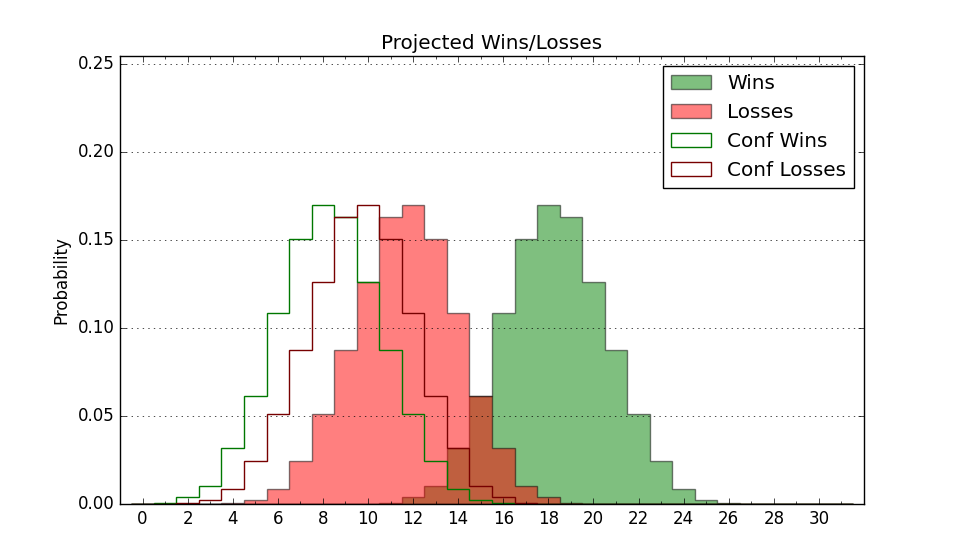 Projected Wins/Losses
0.25
0.20
0.15
0.10
0.05
0.00
Probability
Wins
Losses
Conf Wins
Conf Losses
0 2 4 6 8 10 12 14 16 18 20 22 24 26 28 30